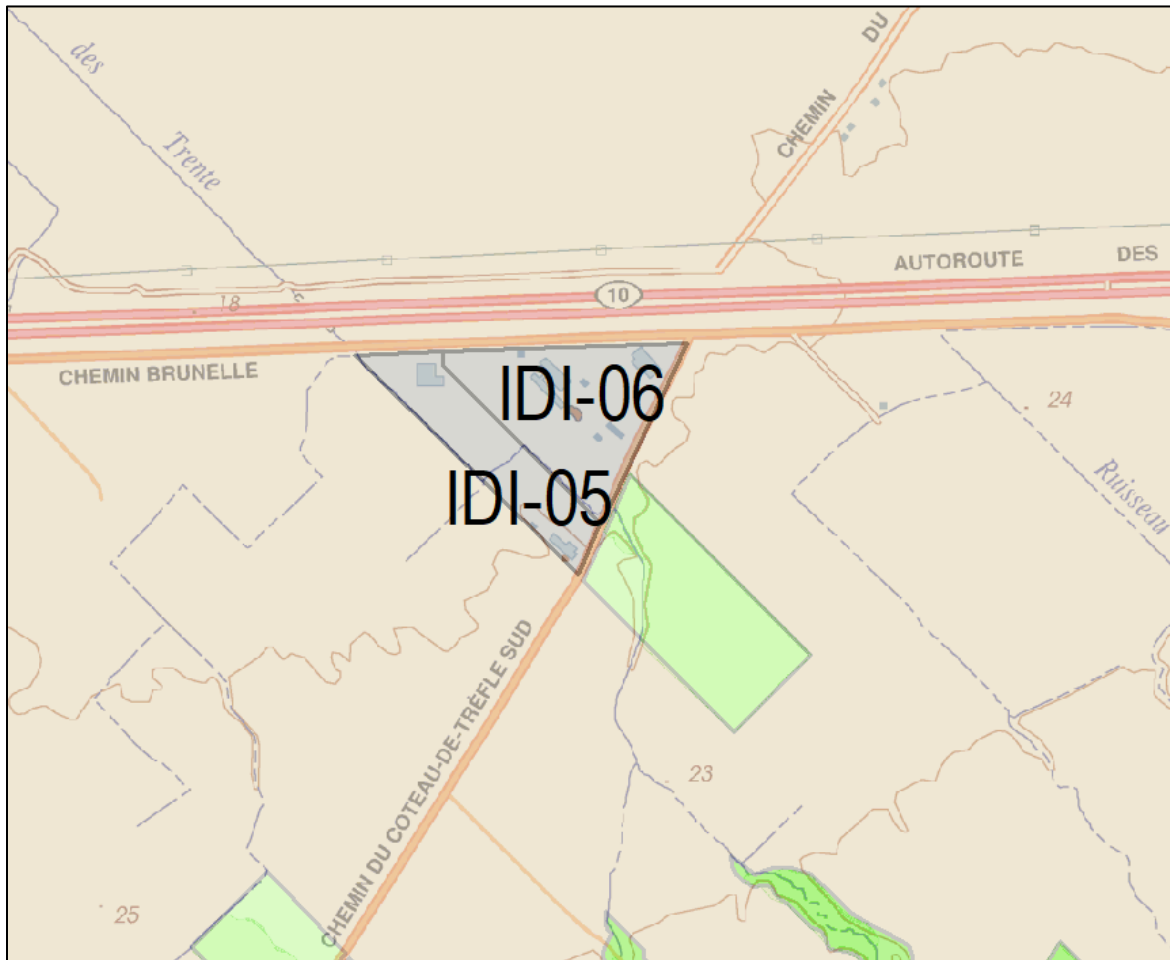 des
Trente
DU
CHEMIN
AUTOROUTE
DES
10
18
CHEMIN BRUNELLE
IDI-06
24
IDI-05
Ruisseau
CHEMIN DU COTEAU-DE-TRÈFLE SUD
23
25